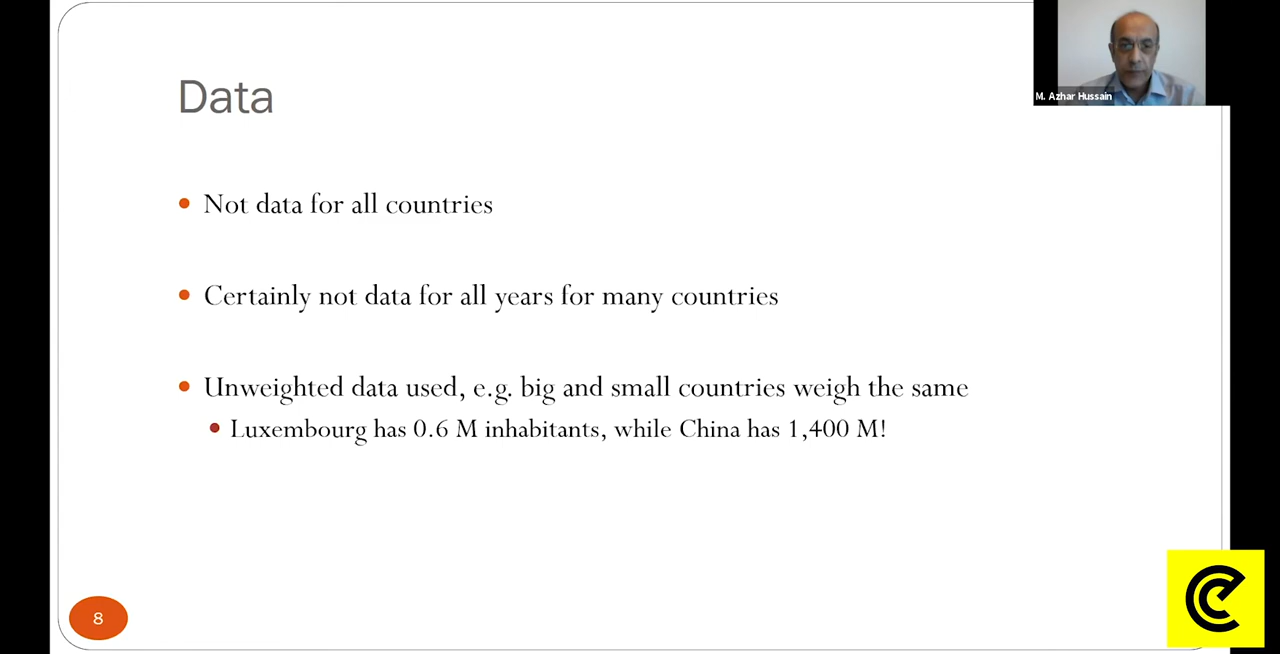 Data
M. Azhar Hussain
Not data for all countries
Certainly not data for all years for many countries
Unweighted data used, e.g. big and small countries weigh the same
Luxembourg has 0.6 M inhabitants, while China has 1,400 M!
8